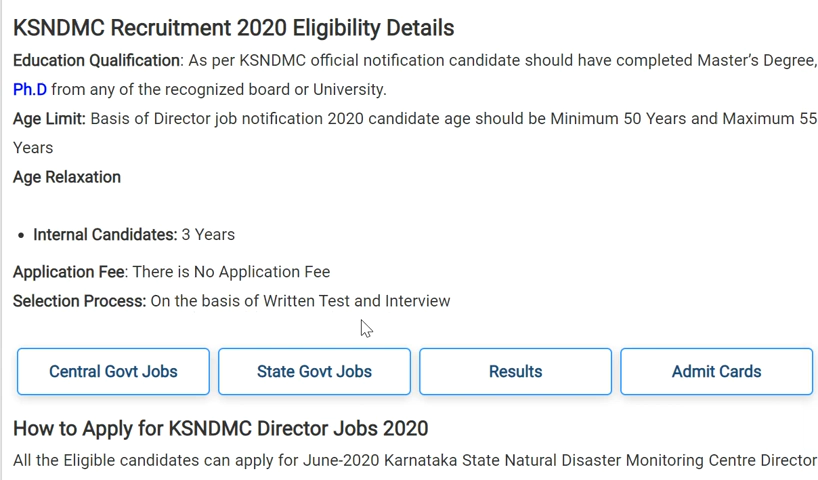 KSNDMC Recruitment 2020 Eligibility Details
Education Qualification: As per KSNDMC official notification candidate should have completed Master's Degree,
Ph.D from any of the recognized board or University.
Age Limit: Basis of Director job notification 2020 candidate age should be Minimum 50 Years and Maximum 55
Years
Age Relaxation
• Internal Candidates: 3 Years
Application Fee: There is No Application Fee
Selection Process: On the basis of Written Test and Interview
Central Govt Jobs State Govt Jobs Results Admit Cards
How to Apply for KSNDMC Director Jobs 2020
All the Eligible candidates can apply for June-2020 Karnataka State Natural Disaster Monitoring Centre Director